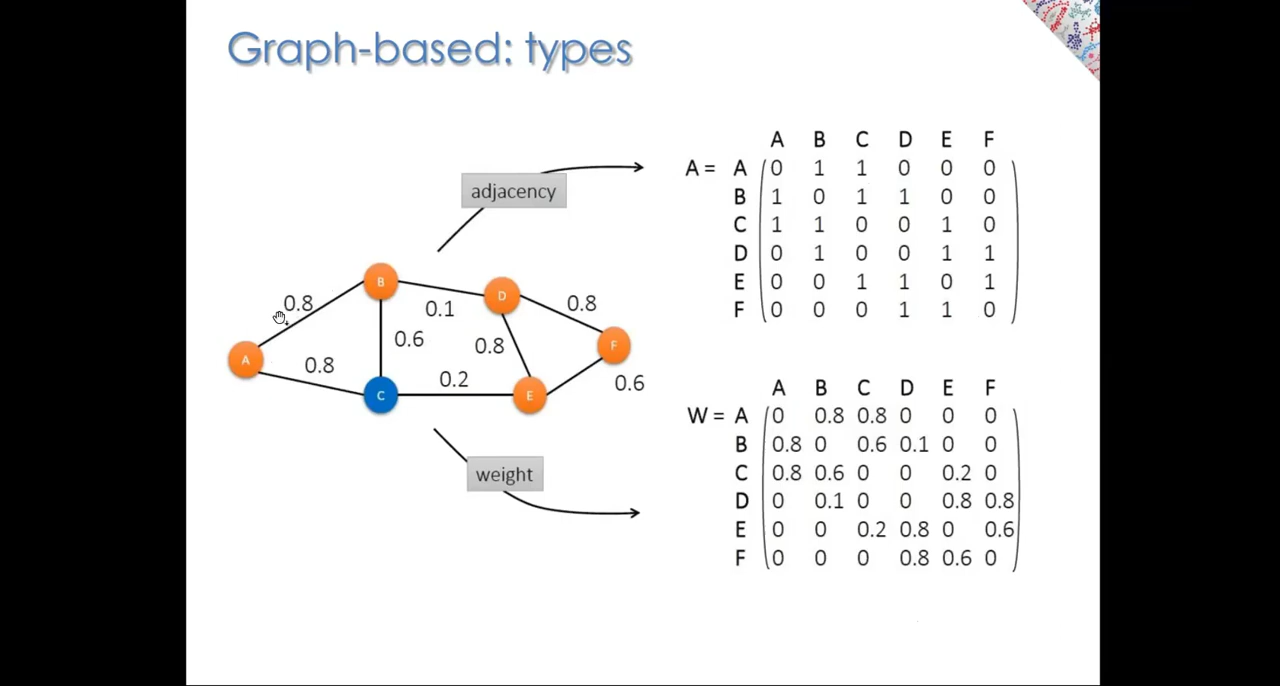 Graph-based: types
adjacency
A B C D E F
A = A 0 1 1 0 0 0
B 1 0 1 1 0 0
C 1 1 0 0 1 0
D 0 1 0 0 1 1
E 0 0 1 1 0 1
F 0 0 0 1 1 0
B
D
F
A
C
E
0.8
0.1
0.8
0.6
0.8
0.8
0.2
0.6
weight
A B C D E F
W = A 0 0.8 0.8 0 0 0
B 0.8 0 0.6 0.1 0 0
C 0.8 0.6 0 0 0.2 0
D 0 0.1 0 0 0.8 0.8
E 0 0 0.2 0.8 0 0.6
F 0 0 0 0.8 0.6 0